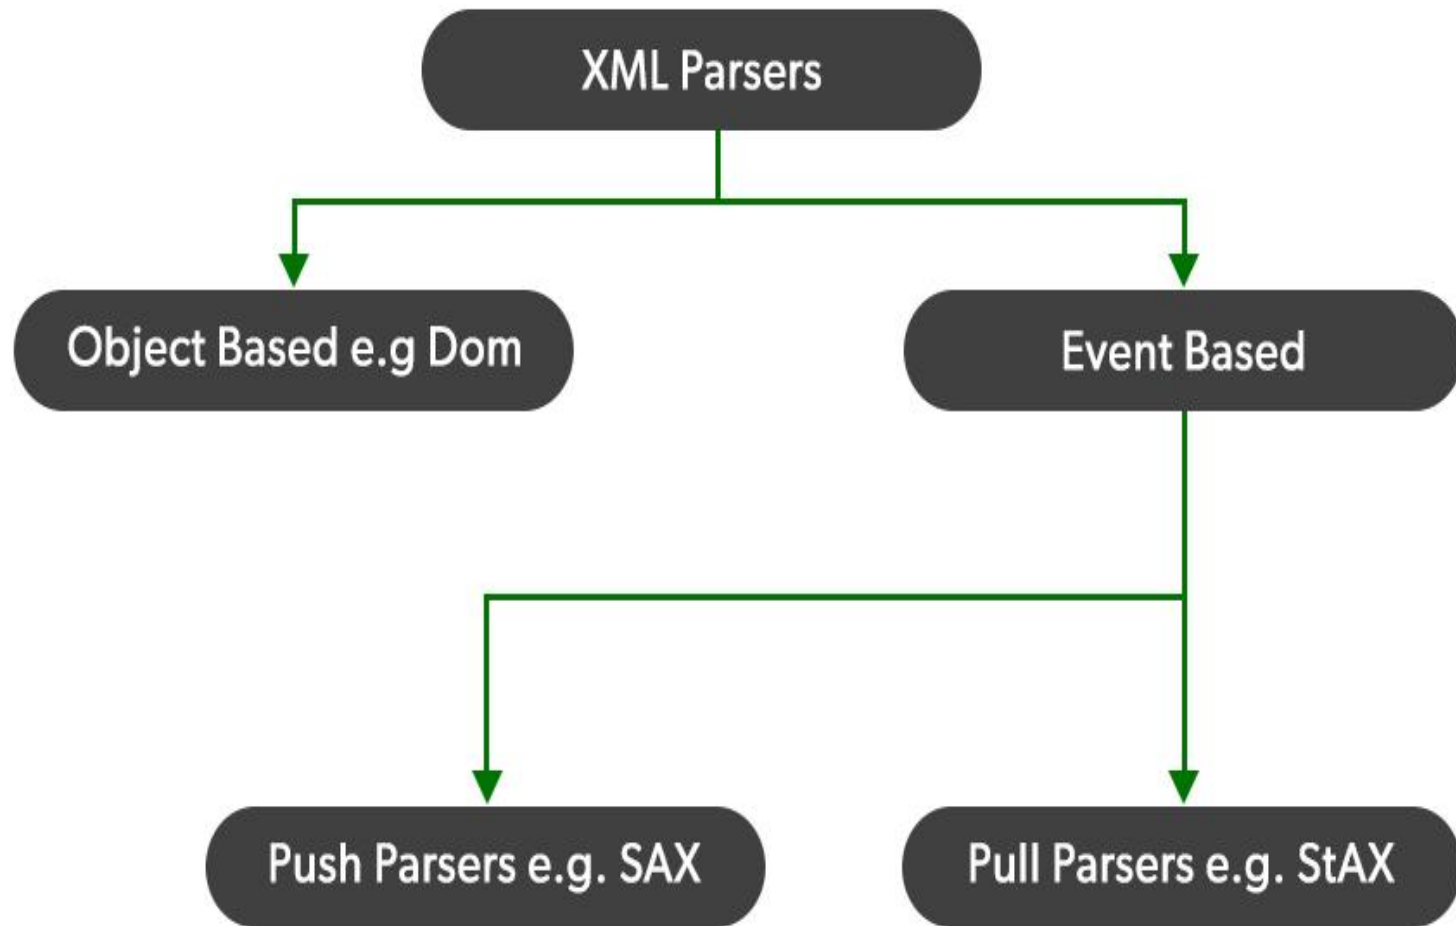 XML Parsers
Object Based e.g Dom
Event Based
Push Parsers e.g. SAX
Pull Parsers e.g. StAX